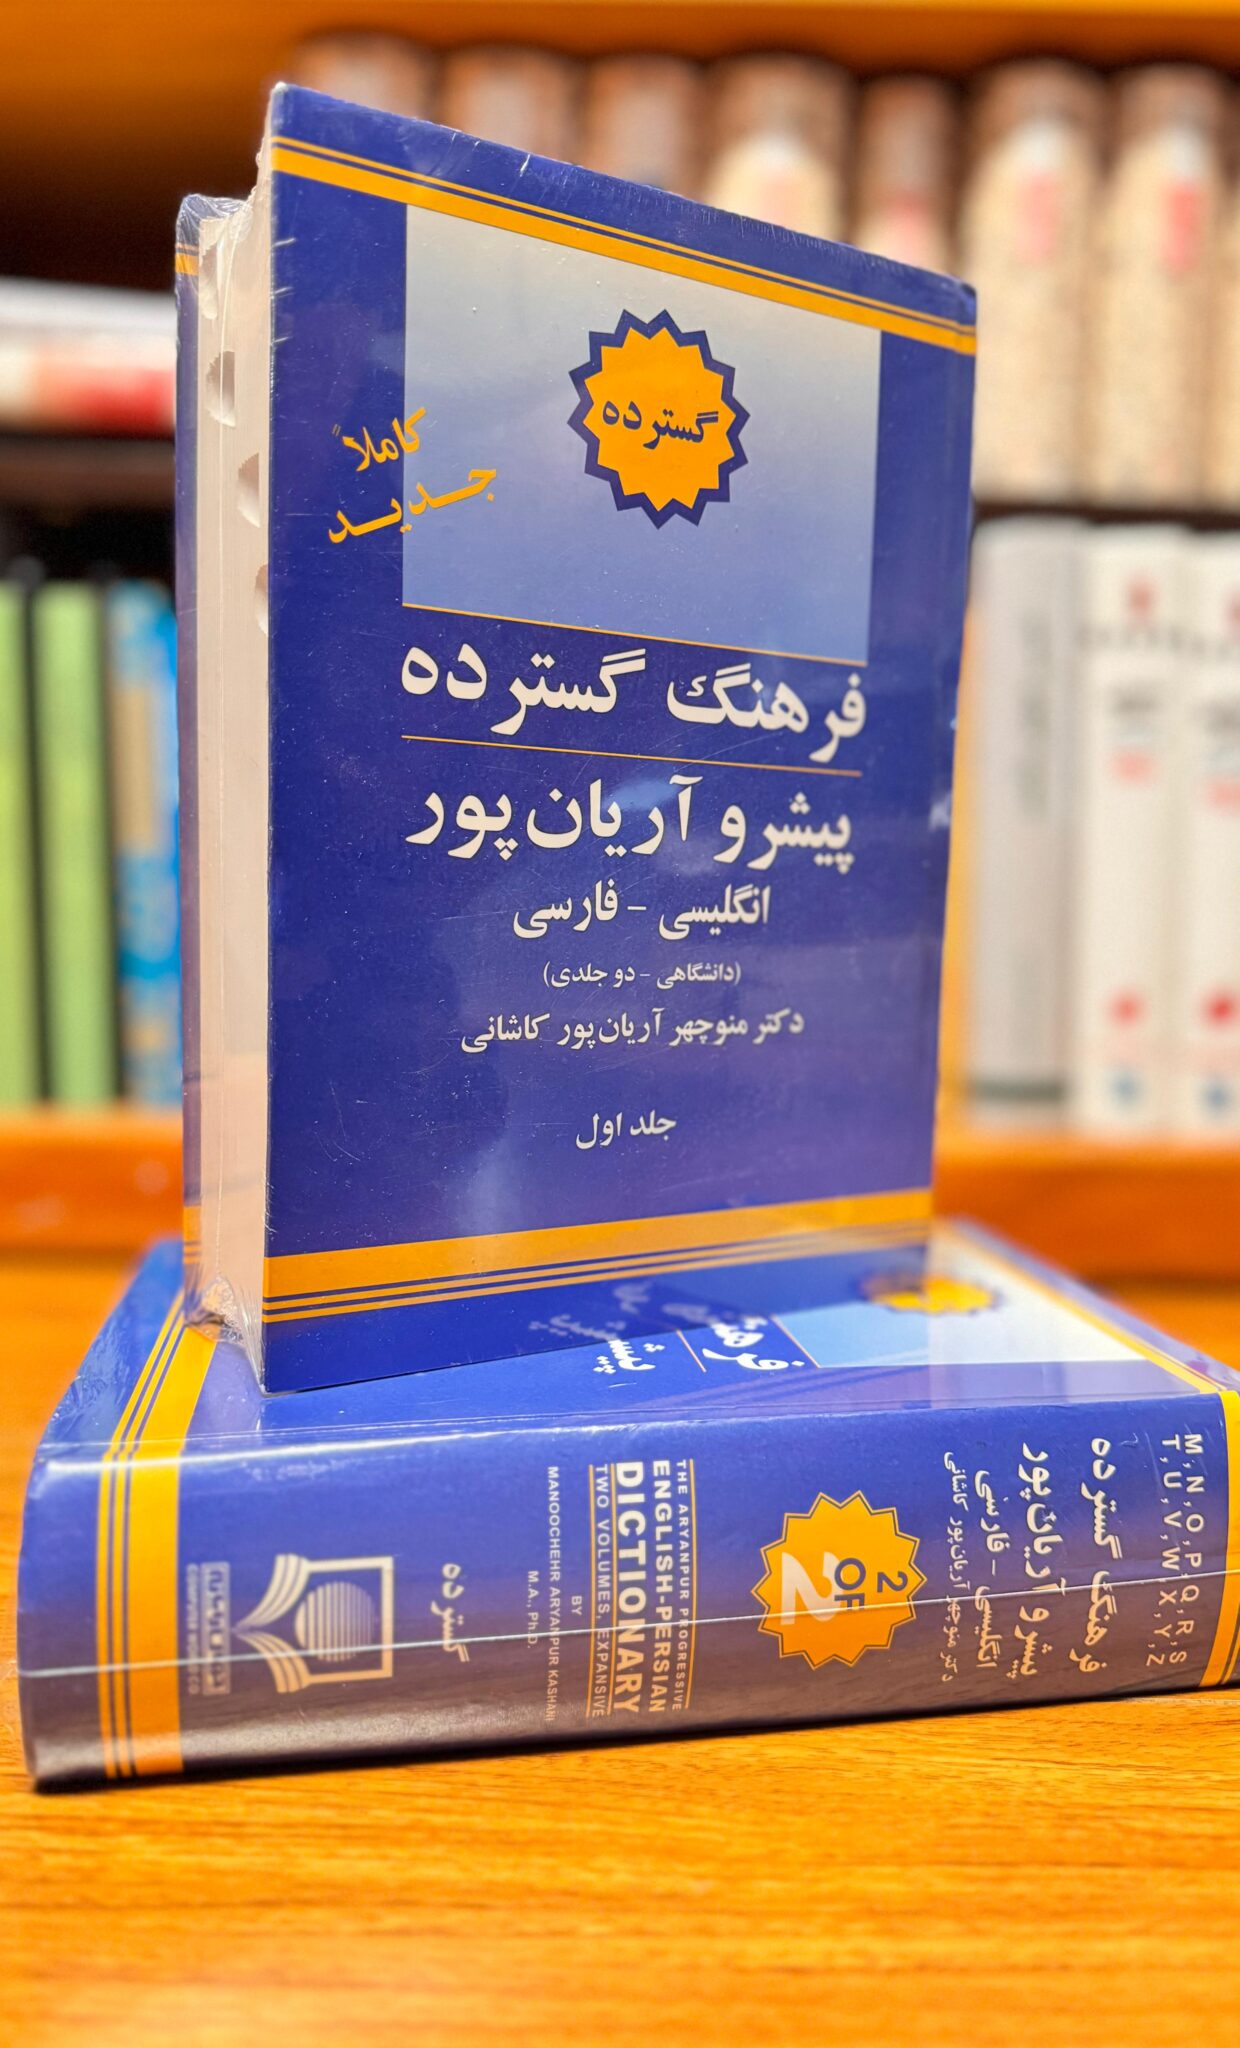 گسترده
کاملاً
جدید
فرهنگ گسترده
پیشرو آریان‌پور
انگلیسی - فارسی
(دانشگاهی - دو جلدی)
دکتر منوچهر آریان‌پور کاشانی
جلد اول
M, N, O, P, Q, R, S
T, U, V, W, X, Y, Z
فرهنگ گسترده
پیشرو آریان‌پور
انگلیسی - فارسی
دکتر منوچهر آریان‌پور کاشانی
2
OF
2
THE ARYANPUR PROGRESSIVE
ENGLISH-PERSIAN
DICTIONARY
TWO VOLUMES, EXPANSIVE
BY
MANOOCHEHR ARYANPUR KASHANI
M.A., Ph.D.
گسترده